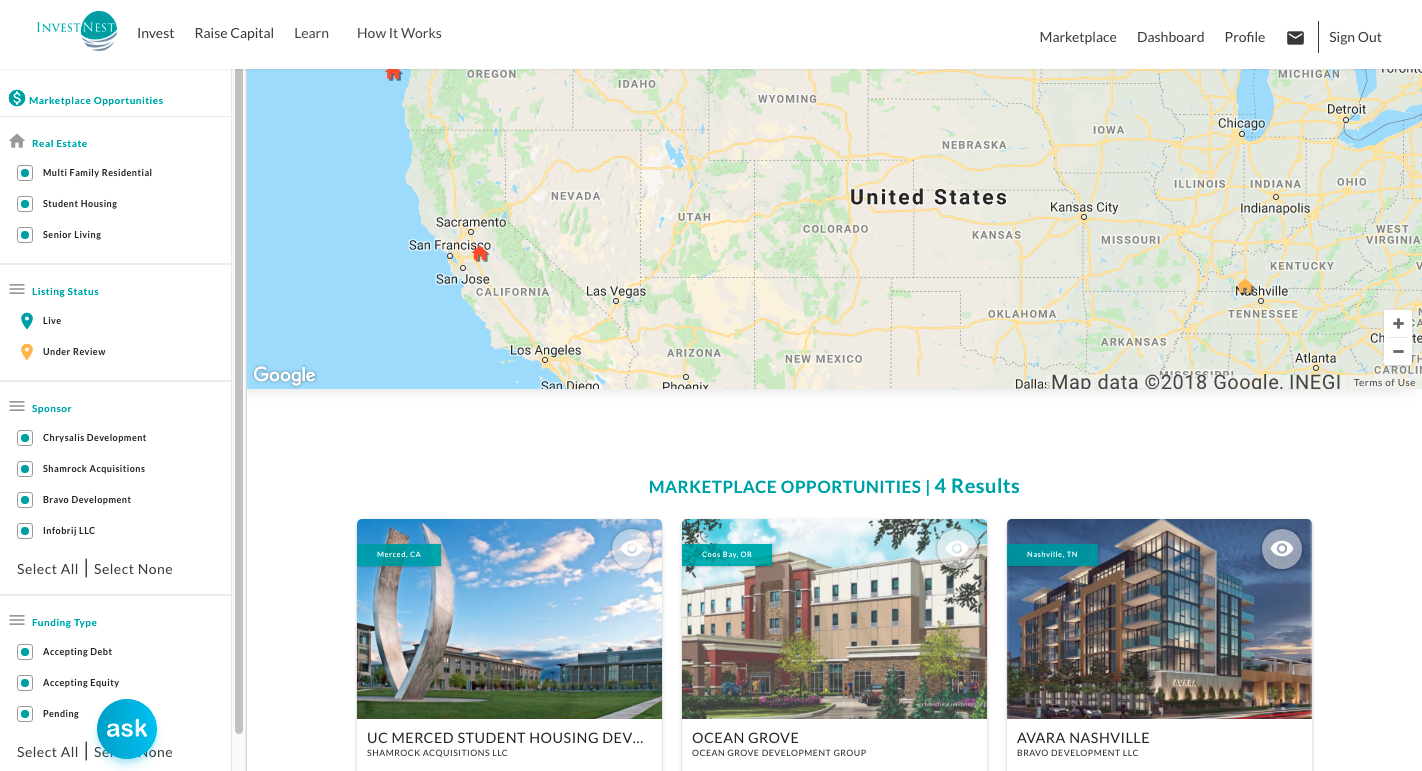 INVEST NEST
Invest
Raise Capital
Learn
How It Works
Marketplace
Dashboard
Profile
Sign Out
Marketplace Opportunities
Real Estate
Multi Family Residential
Student Housing
Senior Living
Listing Status
Live
Under Review
Sponsor
Chrysalis Development
Shamrock Acquisitions
Bravo Development
Infobrij LLC
Select All | Select None
Funding Type
Accepting Debt
Accepting Equity
Pending
ask
Select All | Se None
OREGON
IDAHO
WYOMING
MICHIGAN
Toronto
Detroit
Chicago
IOWA
NEBRASKA
NEVADA
UTAH
United States
ILLINOIS
INDIANA
OHIO
Kansas City
Indianapolis
Sacramento
San Francisco
San Jose
CALIFORNIA
COLORADO
KANSAS
MISSOURI
WEST
VIRGINIA
KENTUCKY
Las Vegas
Nashville
TENNESSEE
OKLAHOMA
ARKANSAS
Los Angeles
ARIZONA
NEW MEXICO
Atlanta
San Diego
Phoenix
Dallas
MISSISSIPPI
+
−
Google
Map data ©2018 Google, INEGI
Terms of Use
MARKETPLACE OPPORTUNITIES | 4 Results
Merced, CA
Coos Bay, OR
Nashville, TN
architectural rendering
AVARA
UC MERCED STUDENT HOUSING DEV...
SHAMROCK ACQUISITIONS LLC
OCEAN GROVE
OCEAN GROVE DEVELOPMENT GROUP
AVARA NASHVILLE
BRAVO DEVELOPMENT LLC